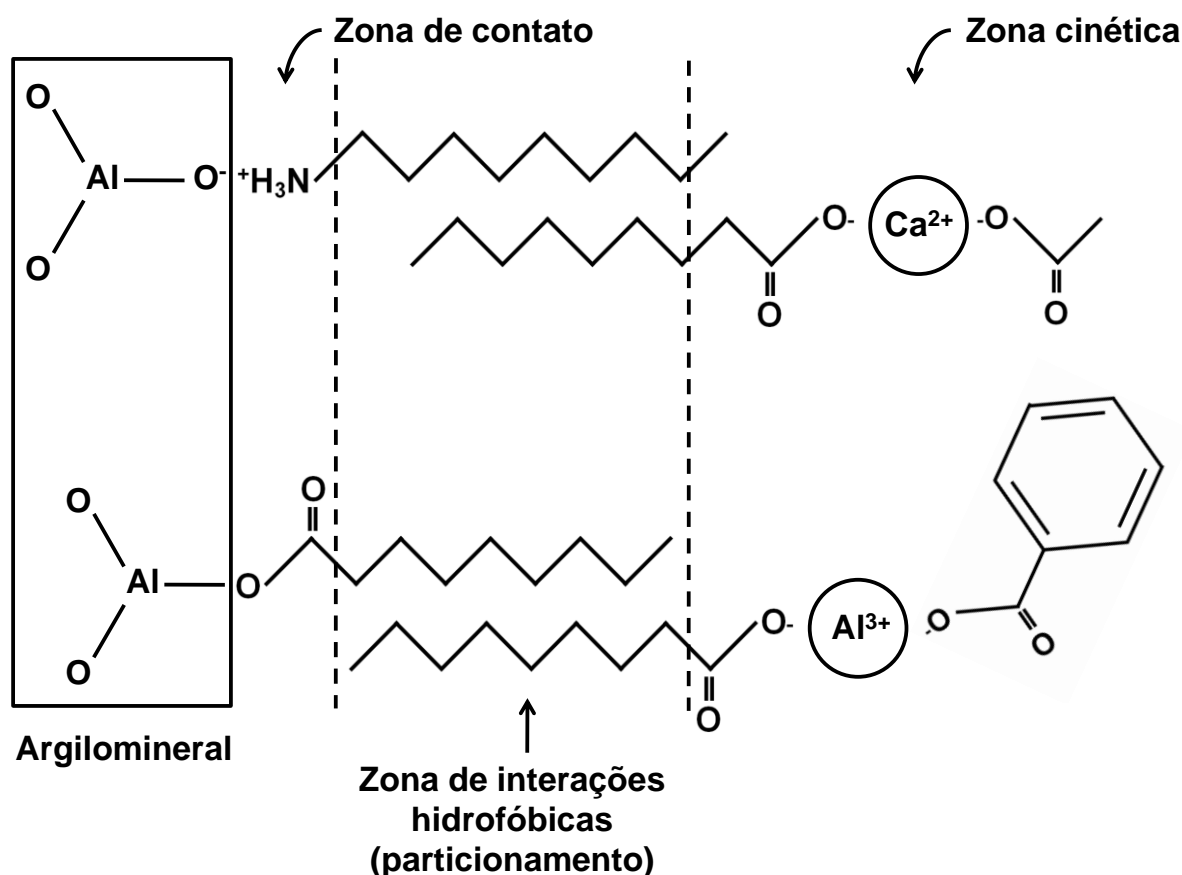 Zona de contato
Zona cinética
O
Al
O-
+H3N
O
O-
Ca2+
-O
O
O
O
O
Al
O
O
O-
Al3+
-O
O
O
O
Argilomineral
Zona de interações
hidrofóbicas
(particionamento)